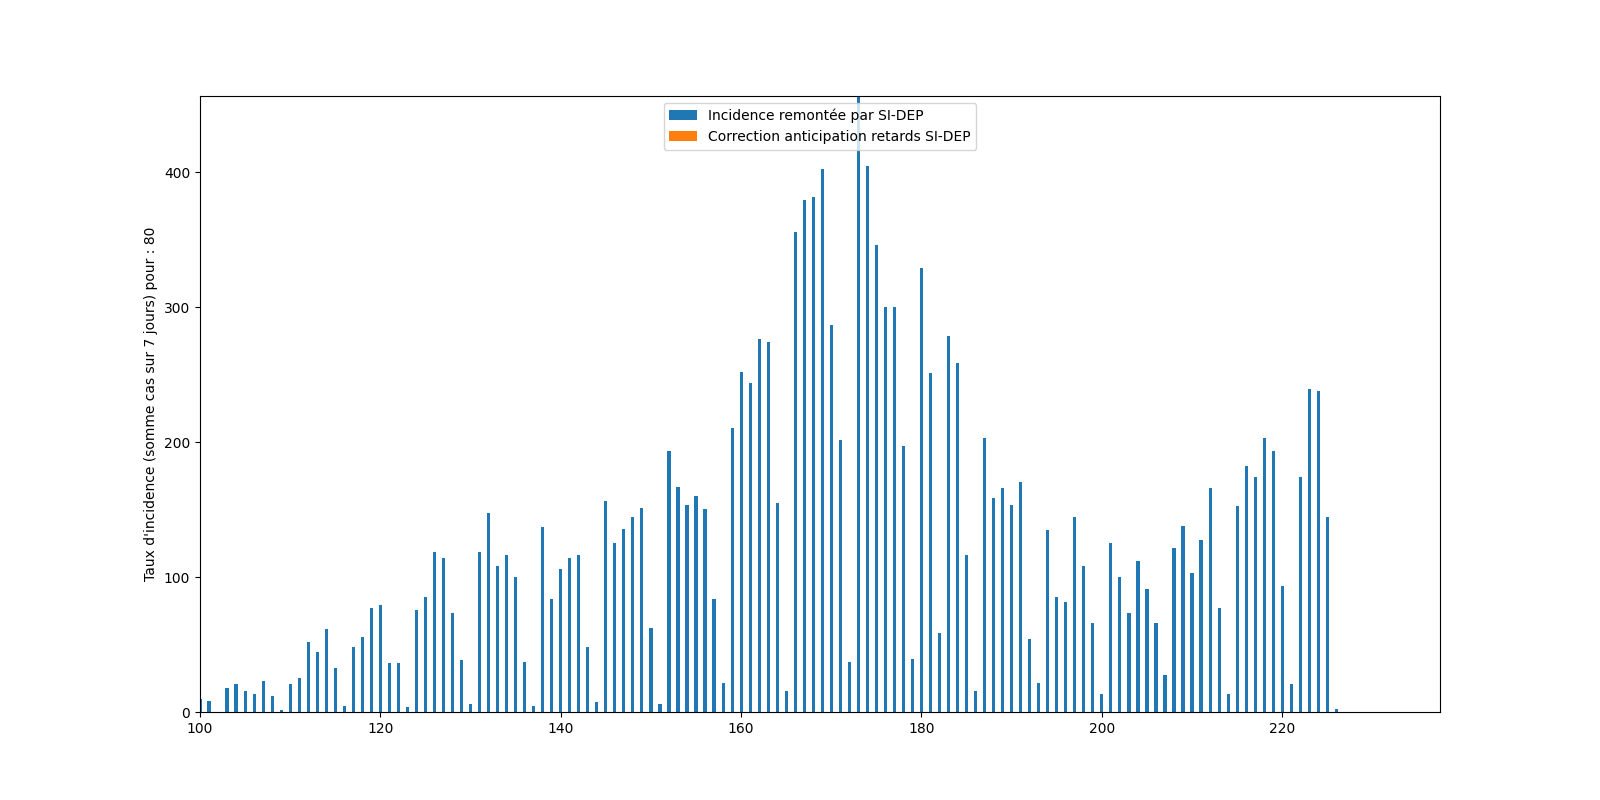 Incidence remontée par SI-DEP
Correction anticipation retards SI-DEP
Taux d'incidence (somme cas sur 7 jours) pour : 80
400
300
200
100
0
100 120 140 160 180 200 220